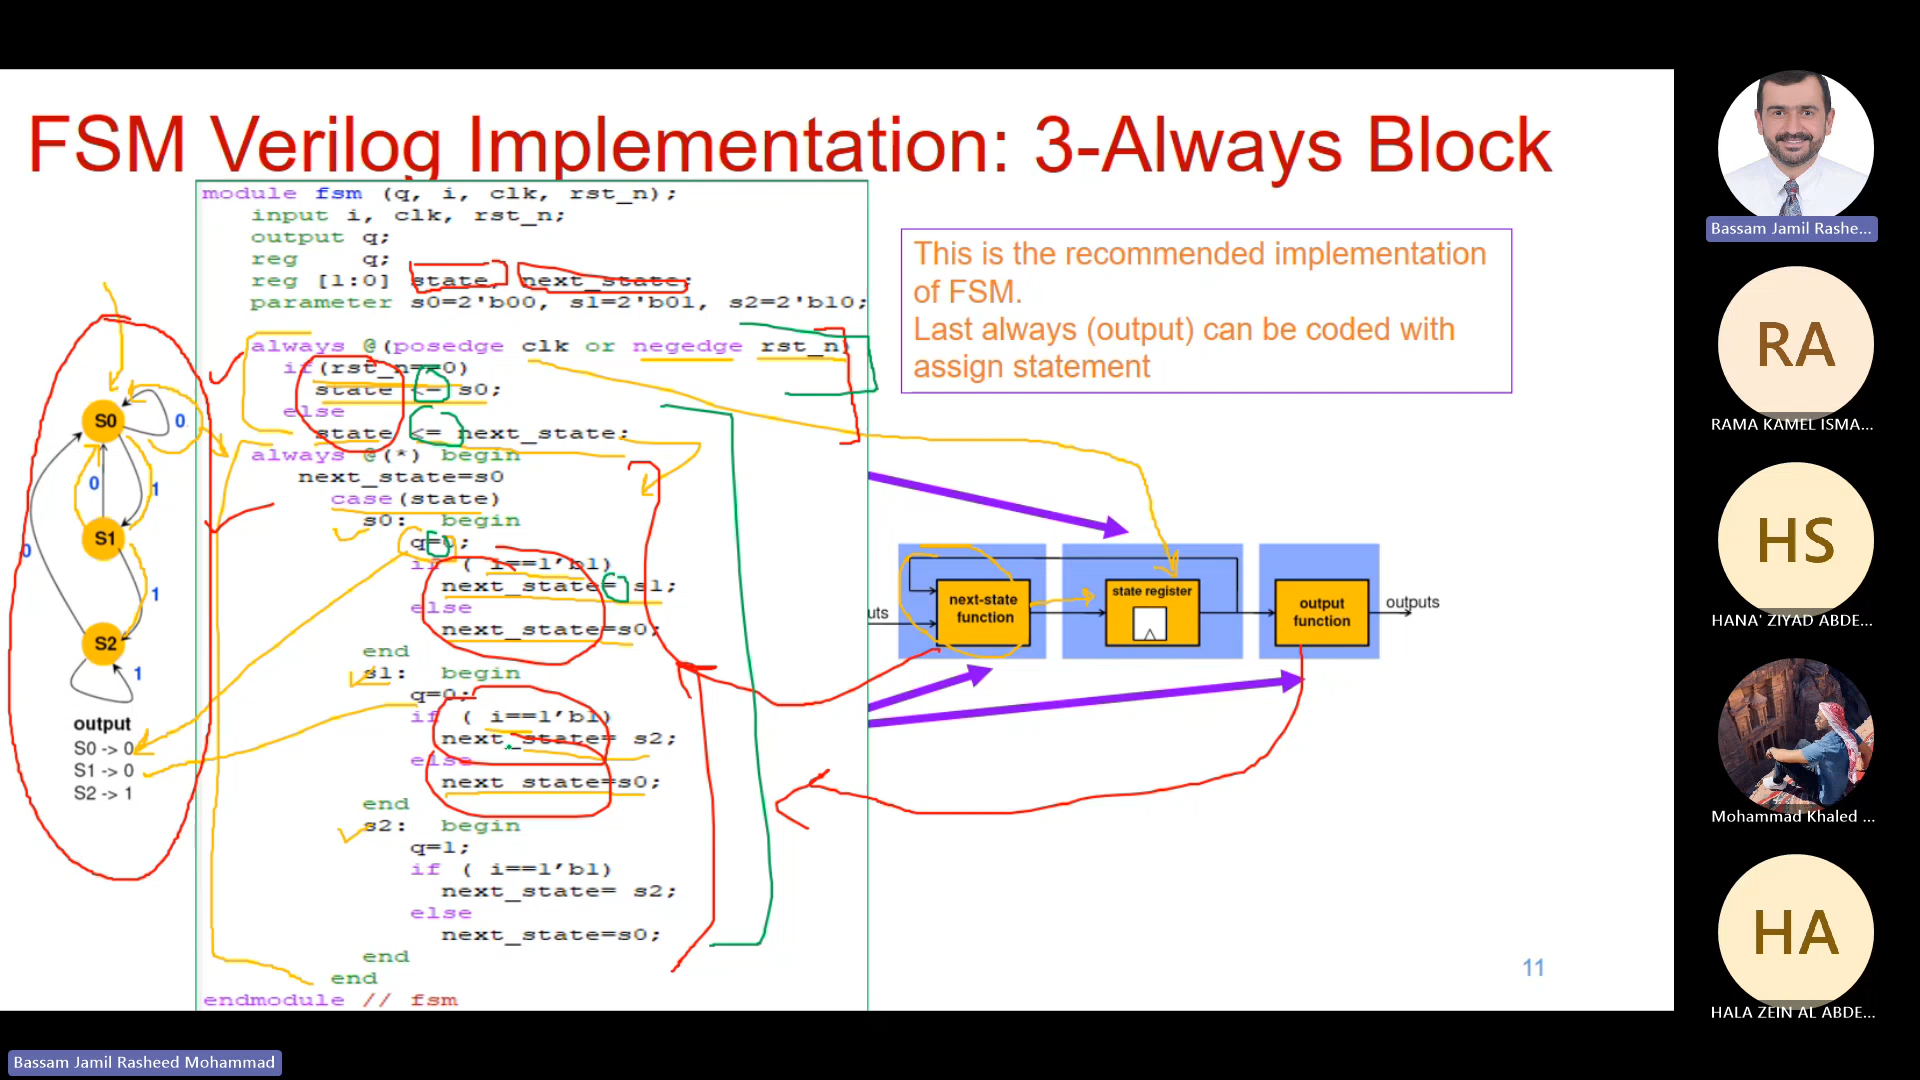 FSM Verilog Implementation: 3-Always Block
module fsm (q, i, clk, rst_n);
input i, clk, rst_n;
output q;
reg q;
reg [1:0] state, next_state;
parameter s0=2'b00, s1=2'b01, s2=2'b10;
always @(posedge clk or negedge rst_n)
if(rst_n==0)
state <= s0;
else
state <= next_state;
always @(*) begin
next_state=s0
case(state)
s0: begin
q=0;
if ( i==1'b1)
next_state= s1;
else
next_state=s0;
end
s1: begin
q=0;
if ( i==1'b1)
next_state= s2;
else
next state=s0;
end
s2: begin
q=1;
if ( i==1'b1)
next_state= s2;
else
next_state=s0;
end
end
endmodule // fsm
S0
0
0
1
S1
0
1
S2
1
output
S0 -> 0
S1 -> 0
S2 -> 1
This is the recommended implementation
of FSM.
Last always (output) can be coded with
assign statement
uts
next-state
function
state register
output
function
outputs
11
Bassam Jamil Rashe...
RA
RAMA KAMEL ISMA...
HS
HANA' ZIYAD ABDE...
Mohammad Khaled ...
HA
HALA ZEIN AL ABDE...
Bassam Jamil Rasheed Mohammad